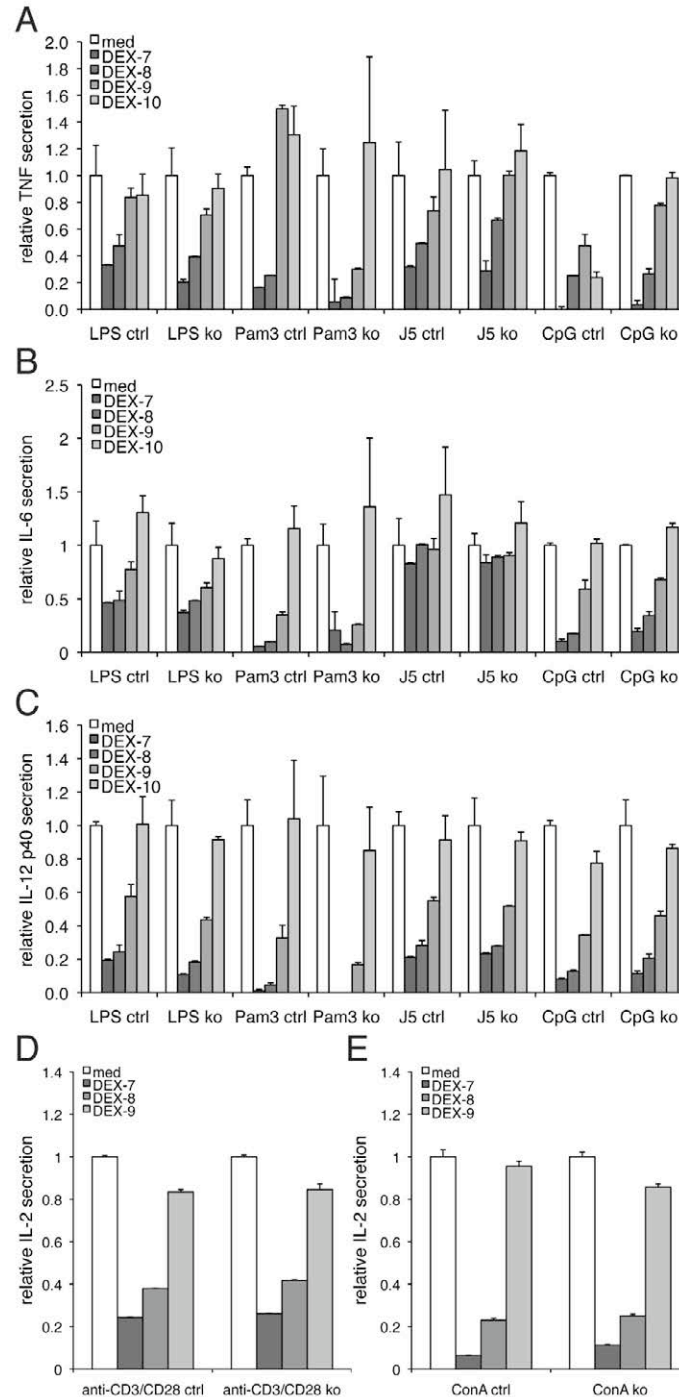 A
med
DEX-7
DEX-8
DEX-9
DEX-10
2.0
1.8
1.6
1.4
1.2
1.0
0.8
0.6
0.4
0.2
0.0
relative TNF secretion
LPS ctrl LPS ko Pam3 ctrl Pam3 ko J5 ctrl J5 ko CpG ctrl CpG ko
B
med
DEX-7
DEX-8
DEX-9
DEX-10
2.5
2
1.5
1
0.5
0
relative IL-6 secretion
LPS ctrl LPS ko Pam3 ctrl Pam3 ko J5 ctrl J5 ko CpG ctrl CpG ko
C
med
DEX-7
DEX-8
DEX-9
DEX-10
1.6
1.4
1.2
1.0
0.8
0.6
0.4
0.2
0.0
relative IL-12 p40 secretion
LPS ctrl LPS ko Pam3 ctrl Pam3 ko J5 ctrl J5 ko CpG ctrl CpG ko
D
med
DEX-7
DEX-8
DEX-9
1.4
1.2
1
0.8
0.6
0.4
0.2
0
relative IL-2 secretion
anti-CD3/CD28 ctrl anti-CD3/CD28 ko
E
med
DEX-7
DEX-8
DEX-9
1.4
1.2
1
0.8
0.6
0.4
0.2
0
relative IL-2 secretion
ConA ctrl ConA ko